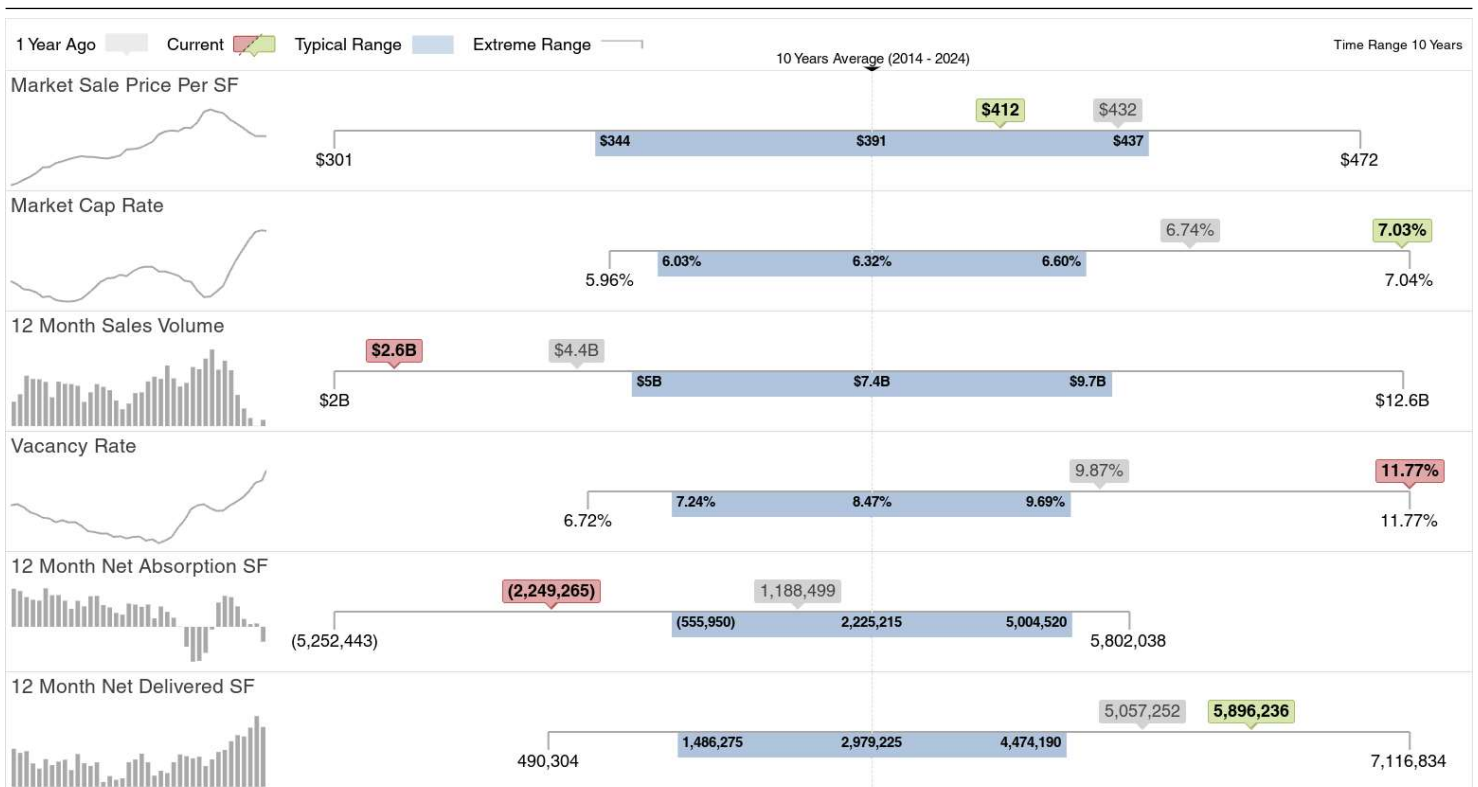 1 Year Ago Current Typical Range Extreme Range 10 Years Average (2014 - 2024) Time Range 10 Years
Market Sale Price Per SF
$412 $432
$344 $391 $437
$301 $472
Market Cap Rate
6.74% 7.03%
6.03% 6.32% 6.60%
5.96% 7.04%
12 Month Sales Volume
$2.6B $4.4B
$5B $7.4B $9.7B
$2B $12.6B
Vacancy Rate
9.87% 11.77%
7.24% 8.47% 9.69%
6.72% 11.77%
12 Month Net Absorption SF
(2,249,265) 1,188,499
(555,950) 2,225,215 5,004,520
(5,252,443) 5,802,038
12 Month Net Delivered SF
5,057,252 5,896,236
1,486,275 2,979,225 4,474,190
490,304 7,116,834